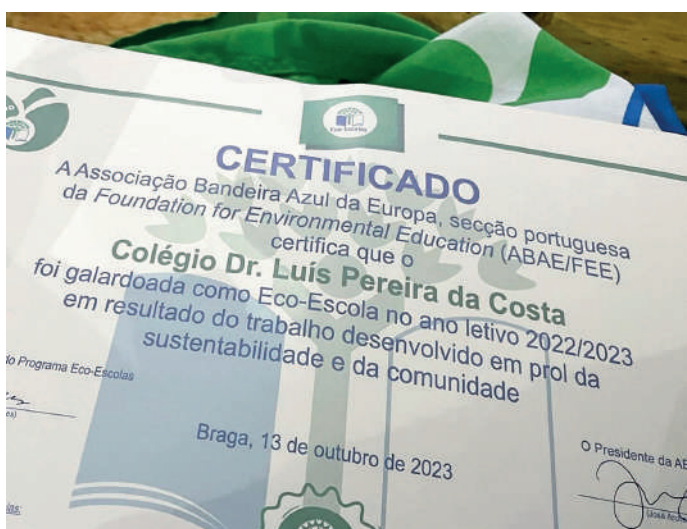 Eco-Escolas
CERTIFICADO
A Associação Bandeira Azul da Europa, secção portuguesa
da Foundation for Environmental Education (ABAE/FEE)
certifica que o
Colégio Dr. Luís Pereira da Costa
foi galardoada como Eco-Escola no ano letivo 2022/2023
em resultado do trabalho desenvolvido em prol da
sustentabilidade e da comunidade
do Programa Eco-Escolas
Braga, 13 de outubro de 2023
O Presidente da